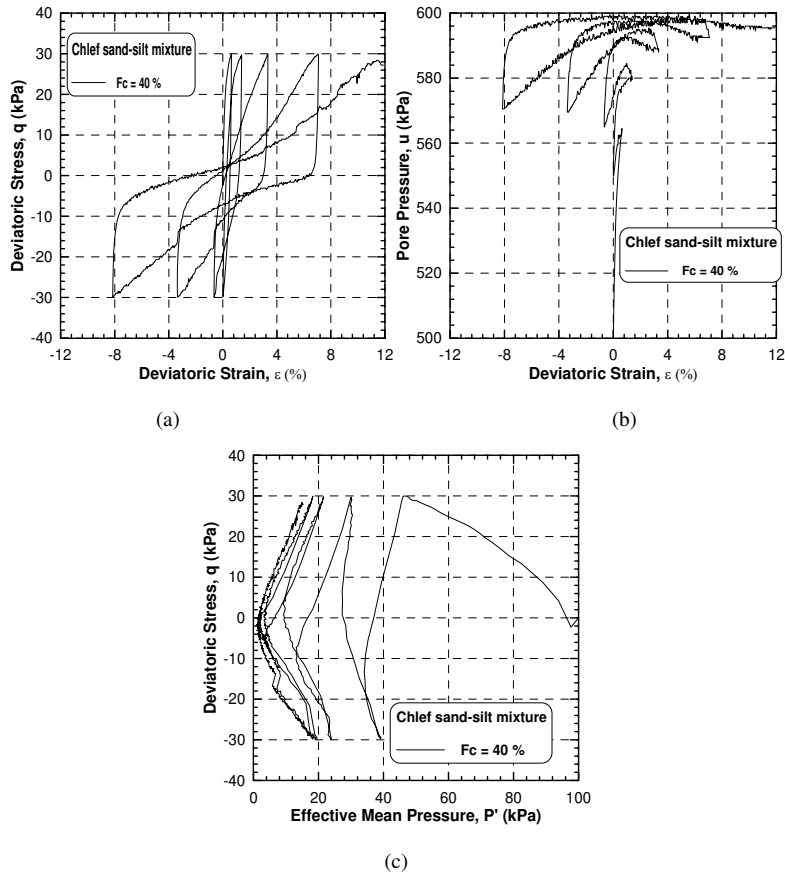 40
30
20
10
0
-10
-20
-30
-40
Deviatoric Stress, q (kPa)
Chlef sand-silt mixture
Fc = 40 %
-12 -8 -4 0 4 8 12
Deviatoric Strain, ε (%)
(a)
600
580
560
540
520
500
Pore Pressure, u (kPa)
Chlef sand-silt mixture
Fc = 40 %
-12 -8 -4 0 4 8 12
Deviatoric Strain, ε (%)
(b)
40
30
20
10
0
-10
-20
-30
-40
Deviatoric Stress, q (kPa)
Chlef sand-silt mixture
Fc = 40 %
0 20 40 60 80 100
Effective Mean Pressure, P' (kPa)
(c)